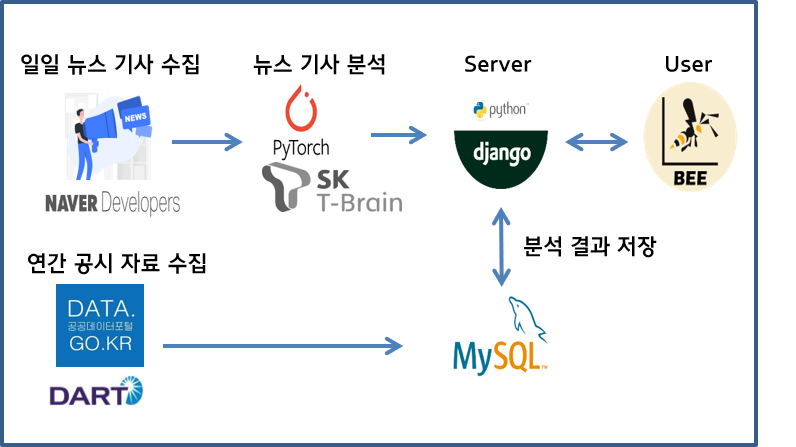 일일 뉴스 기사 수집
뉴스 기사 분석
Server
User
NEWS
NAVER Developers
PyTorch
SK
T-Brain
python™
django
BEE
분석 결과 저장
연간 공시 자료 수집
DATA.
공공데이터포털
GO.KR
DART
MySQL™